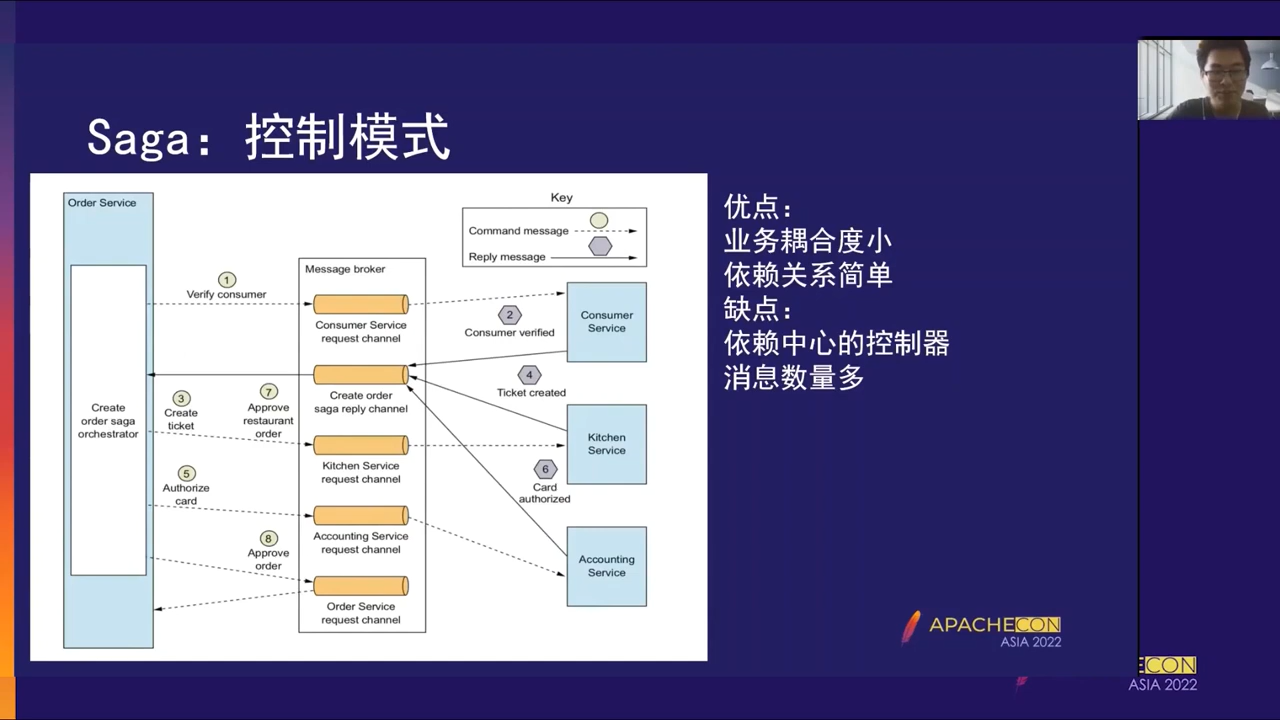 Saga：控制模式
Order Service
Create
order saga
orchestrator
1
Verify consumer
3
Create
ticket
7
Approve
restaurant
order
5
Authorize
card
8
Approve
order
Message broker
Consumer Service
request channel
Create order
saga reply channel
Kitchen Service
request channel
Accounting Service
request channel
Order Service
request channel
Key
Command message
Reply message
2
Consumer verified
4
Ticket created
6
Card
authorized
Consumer
Service
Kitchen
Service
Accounting
Service
优点：
业务耦合度小
依赖关系简单
缺点：
依赖中心的控制器
消息数量多
APACHECON
ASIA 2022
ECON
ASIA 2022